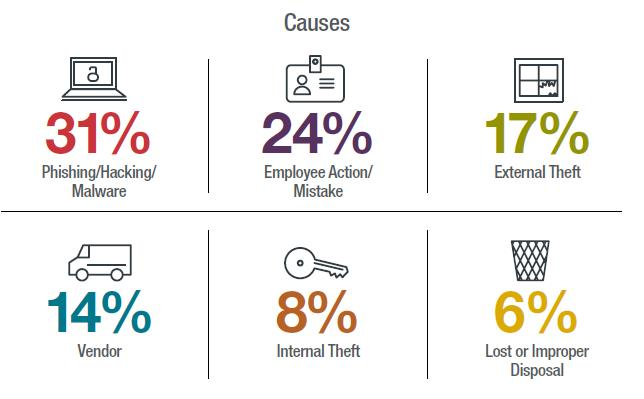 Causes
31%
Phishing/Hacking/
Malware
24%
Employee Action/
Mistake
17%
External Theft
14%
Vendor
8%
Internal Theft
6%
Lost or Improper
Disposal